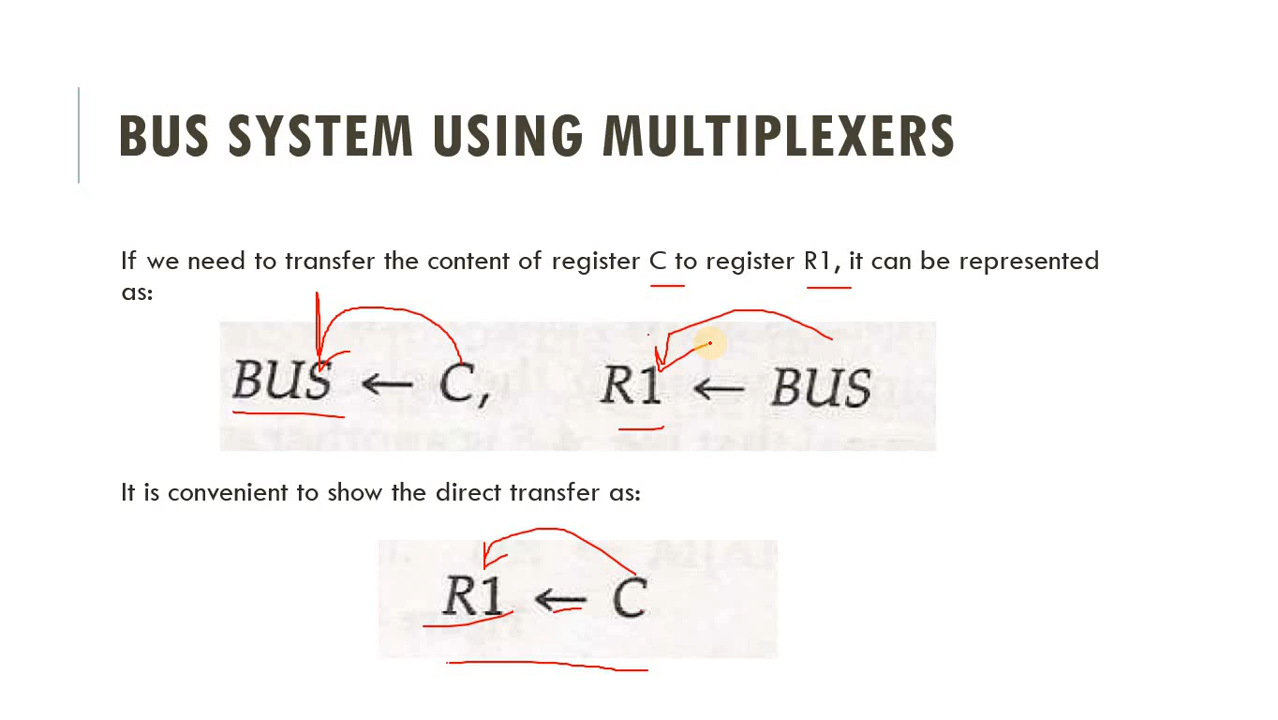 BUS SYSTEM USING MULTIPLEXERS
If we need to transfer the content of register C to register R1, it can be represented
as:
BUS ← C, R1 ← BUS
It is convenient to show the direct transfer as:
R1 ← C